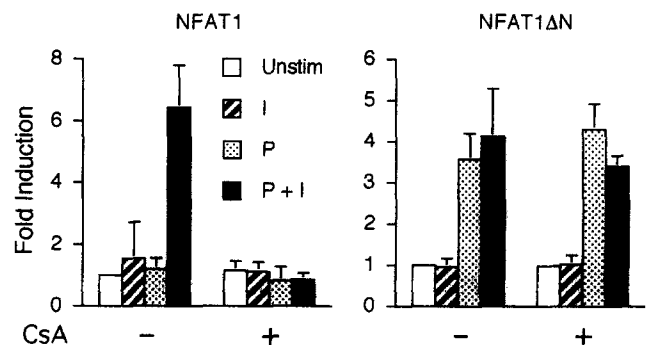 NFAT1
NFAT1ΔN
Fold Induction
8
6
4
2
0
Unstim
I
P
P + I
6
5
4
3
2
1
0
CsA
−
+
−
+